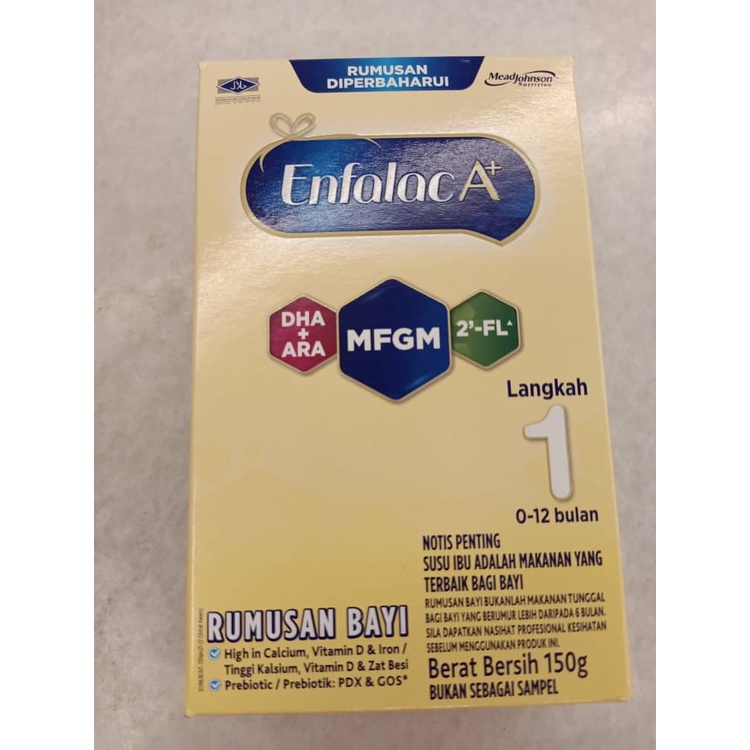 RUMUSAN
DIPERBAHARUI
MeadJohnson
Nutrition
حلال
Enfalac A+
DHA
+
ARA
MFGM
2'-FL▲
Langkah
1
0-12 bulan
NOTIS PENTING
SUSU IBU ADALAH MAKANAN YANG
TERBAIK BAGI BAYI
RUMUSAN BAYI BUKANLAH MAKANAN TUNGGAL
BAGI BAYI YANG BERUMUR LEBIH DARIPADA 6 BULAN.
SILA DAPATKAN NASIHAT PROFESIONAL KESIHATAN
SEBELUM MENGGUNAKAN PRODUK INI.
Berat Bersih 150g
BUKAN SEBAGAI SAMPEL
RUMUSAN BAYI
High in Calcium, Vitamin D & Iron /
Tinggi Kalsium, Vitamin D & Zat Besi
Prebiotic / Prebiotik: PDX & GOS*